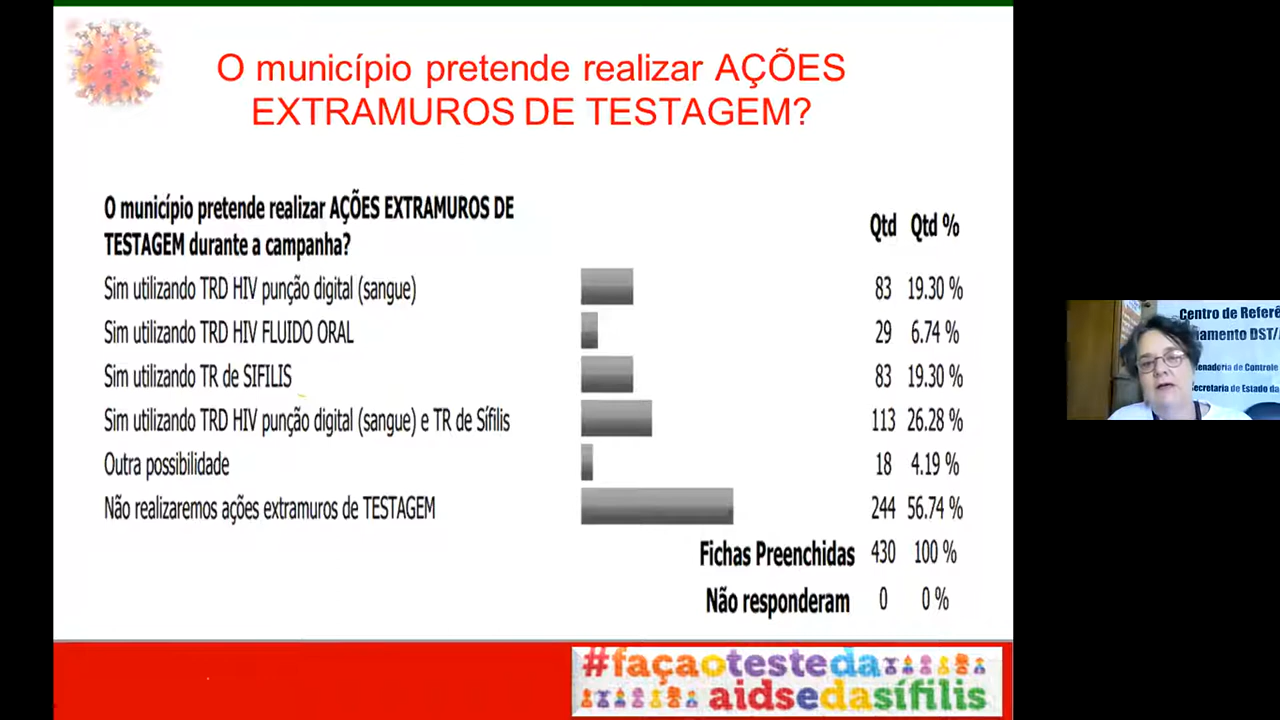 O município pretende realizar AÇÕES
EXTRAMUROS DE TESTAGEM?
O município pretende realizar AÇÕES EXTRAMUROS DE
TESTAGEM durante a campanha?
Qtd Qtd %
Sim utilizando TRD HIV punção digital (sangue) 83 19.30 %
Sim utilizando TRD HIV FLUIDO ORAL 29 6.74 %
Sim utilizando TR de SIFILIS 83 19.30 %
Sim utilizando TRD HIV punção digital (sangue) e TR de Sífilis 113 26.28 %
Outra possibilidade 18 4.19 %
Não realizaremos ações extramuros de TESTAGEM 244 56.74 %
Fichas Preenchidas 430 100 %
Não responderam 0 0 %
#façaotesteda
aidsedasífilis
Centro de Referê
namento DST/
denadoria de Controle
Secretaria de Estado da